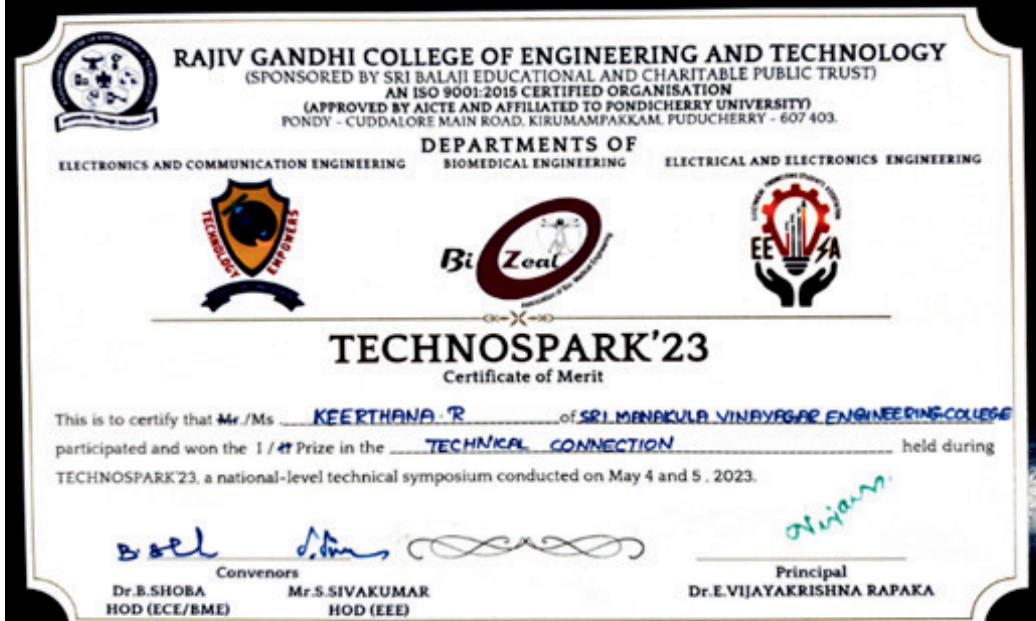 RAJIV GANDHI COLLEGE OF ENGINEERING AND TECHNOLOGY
(SPONSORED BY SRI BALAJI EDUCATIONAL AND CHARITABLE PUBLIC TRUST)
AN ISO 9001:2015 CERTIFIED ORGANISATION
(APPROVED BY AICTE AND AFFILIATED TO PONDICHERRY UNIVERSITY)
PONDY - CUDDALORE MAIN ROAD, KIRUMAMPAKKAM, PUDUCHERRY - 607 403.
DEPARTMENTS OF
ELECTRONICS AND COMMUNICATION ENGINEERING BIOMEDICAL ENGINEERING ELECTRICAL AND ELECTRONICS ENGINEERING
TECHNOLOGY EMPOWERS
Bi Zeal
Association of Bio Medical Engineering
EE SA
TECHNOSPARK'23
Certificate of Merit
This is to certify that Mr./Ms. KEERTHANA. R of SRI MANAKULA VINAYAGAR ENGINEERING COLLEGE
participated and won the I / II Prize in the TECHNICAL CONNECTION held during
TECHNOSPARK'23, a national-level technical symposium conducted on May 4 and 5 , 2023.
Convenors Principal
Dr.B.SHOBA Mr.S.SIVAKUMAR Dr.E.VIJAYAKRISHNA RAPAKA
HOD (ECE/BME) HOD (EEE)